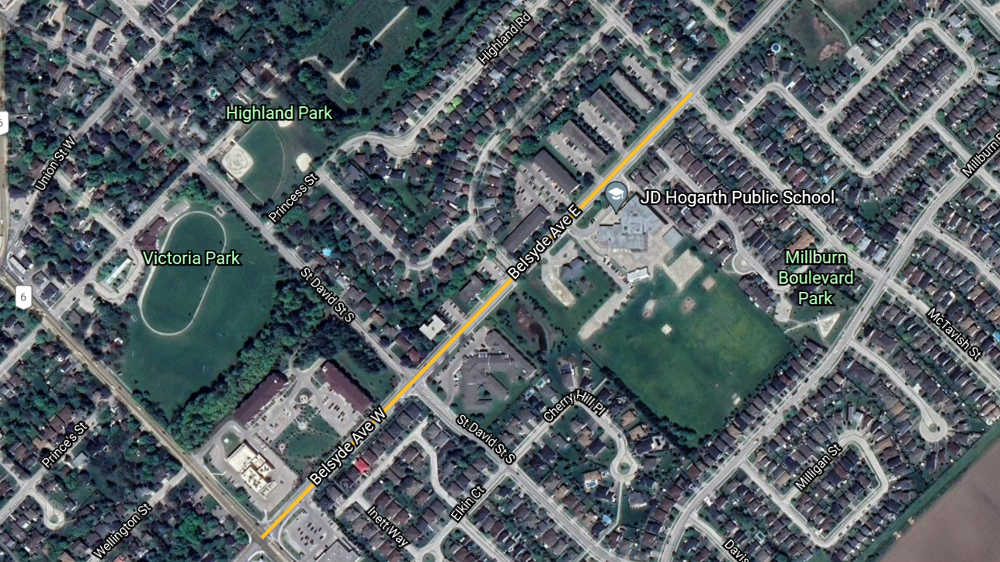 Highland Rd
Highland Park
6
Union St W
Princess St
Millburn
JD Hogarth Public School
Belsyde Ave E
Victoria Park
Millburn
Boulevard
Park
6
St David St S
McTavish St
Belsyde Ave W
Cherry Hill Pl
St David St S
Prince's St
Milligan St
Elkin Ct
Wellington St
Inett Way
Davis